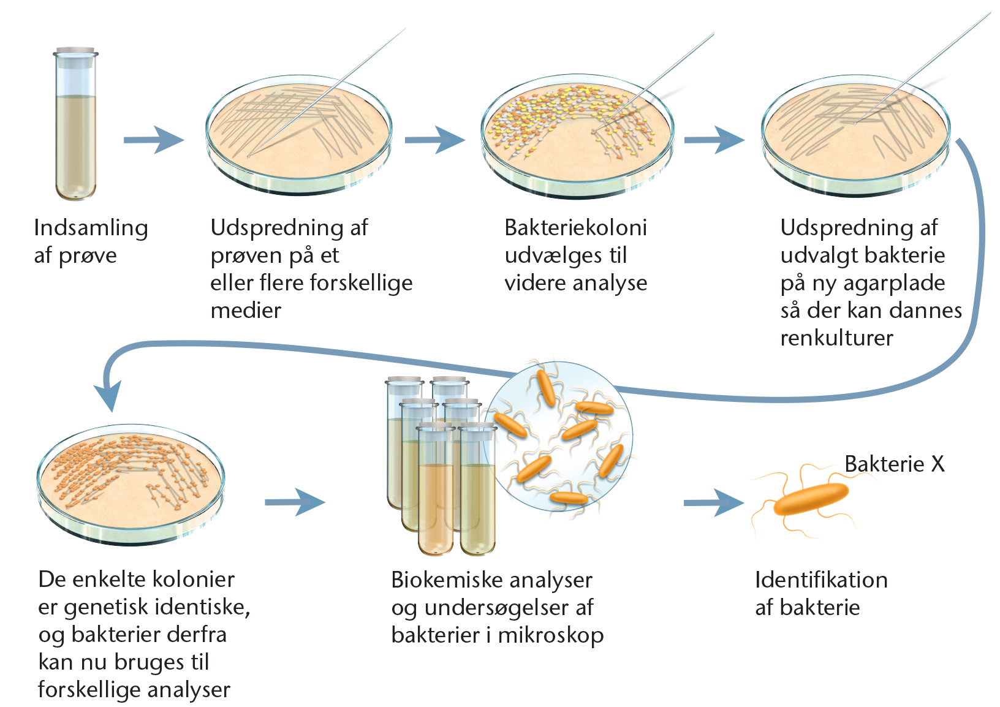 Indsamling
af prøve
Udspredning af
prøven på et
eller flere forskellige
medier
Bakteriekoloni
udvælges til
videre analyse
Udspredning af
udvalgt bakterie
på ny agarplade
så der kan dannes
renkulturer
De enkelte kolonier
er genetisk identiske,
og bakterier derfra
kan nu bruges til
forskellige analyser
Biokemiske analyser
og undersøgelser af
bakterier i mikroskop
Bakterie X
Identifikation
af bakterie